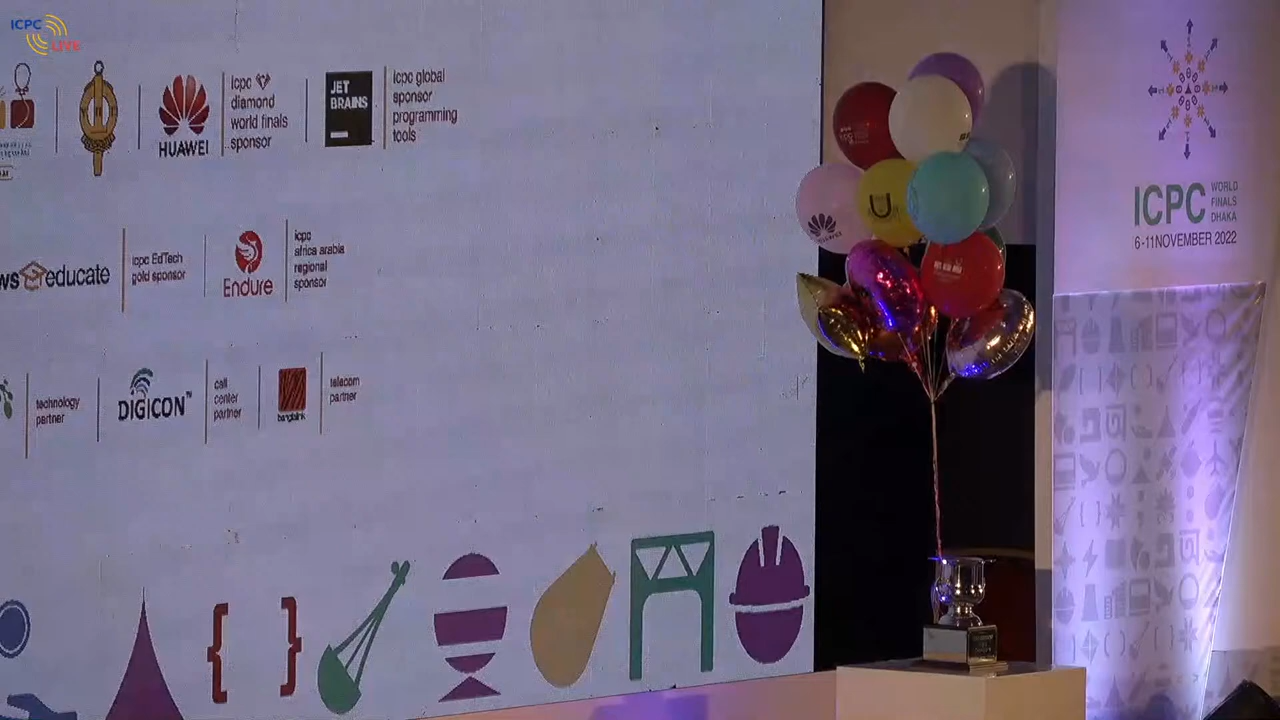 ICPC
LIVE
HUAWEI
icpc
diamond
world finals
sponsor
JET
BRAINS
icpc global
sponsor
programming
tools
ws educate
icpc EdTech
gold sponsor
Endure
icpc
africa arabia
regional
sponsor
technology
partner
DIGICON
call
center
partner
banglalink
telecom
partner
HUAWEI
U
ICPC
WORLD
FINALS
DHAKA
6-11 NOVEMBER 2022